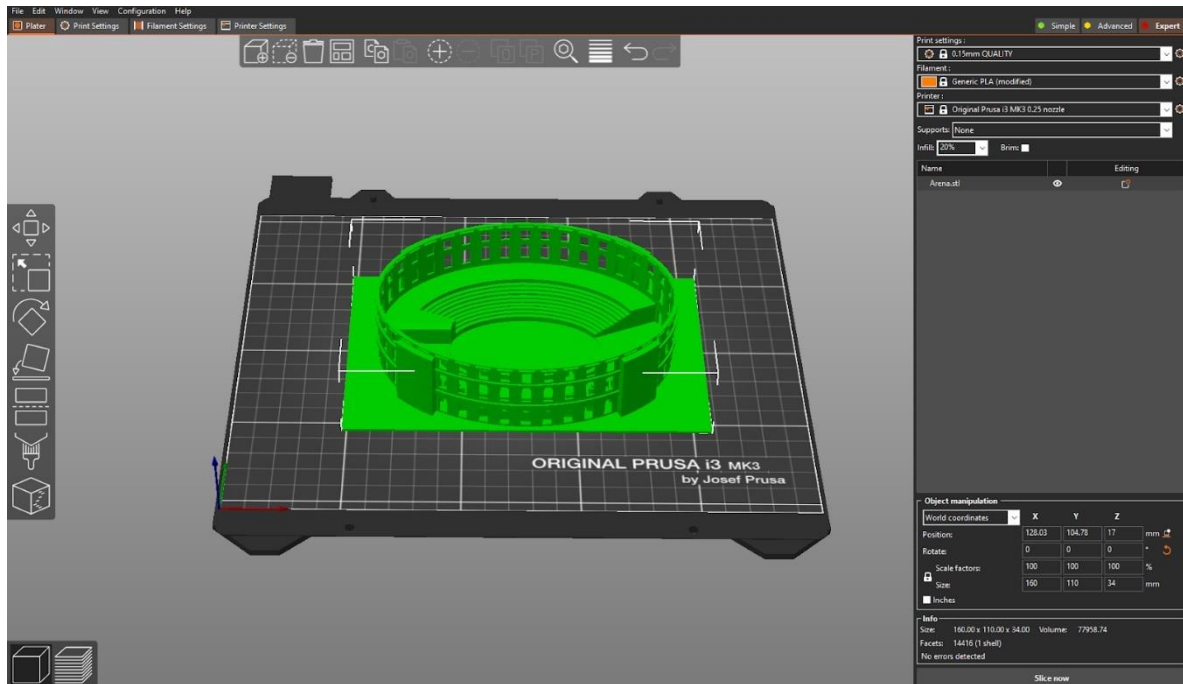 File Edit Window View Configuration Help
Plater Print Settings Filament Settings Printer Settings Simple Advanced Expert
Print settings :
0.15mm QUALITY
Filament :
Generic PLA (modified)
Printer :
Original Prusa i3 MK3 0.25 nozzle
Supports: None
Infill: 20% Brim:
Name Editing
Arena.stl
ORIGINAL PRUSA i3 MK3
by Josef Prusa
Object manipulation
World coordinates X Y Z
Position: 128.03 104.78 17 mm
Rotate: 0 0 0 °
Scale factors: 100 100 100 %
Size: 160 110 34 mm
Inches
Info
Size: 160.00 x 110.00 x 34.00 Volume: 77958.74
Facets: 14416 (1 shell)
No errors detected
Slice now